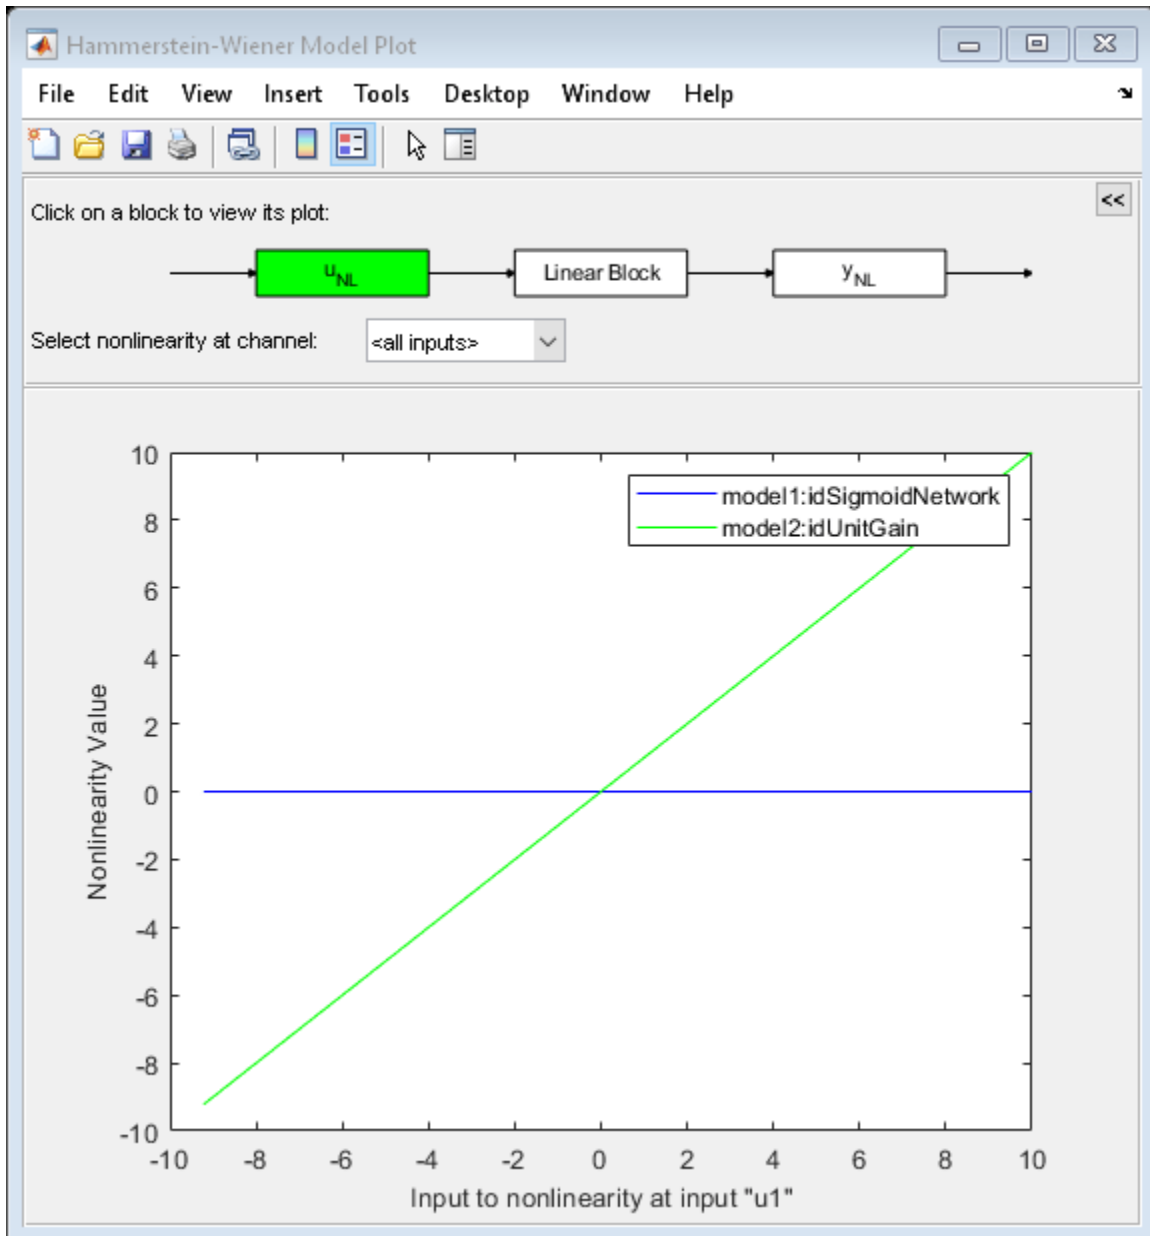 Hammerstein-Wiener Model Plot
File Edit View Insert Tools Desktop Window Help
Click on a block to view its plot:
<<
uNL Linear Block yNL
Select nonlinearity at channel: <all inputs>
10
8
6
4
2
0
-2
-4
-6
-8
-10
Nonlinearity Value
model1:idSigmoidNetwork
model2:idUnitGain
-10 -8 -6 -4 -2 0 2 4 6 8 10
Input to nonlinearity at input "u1"